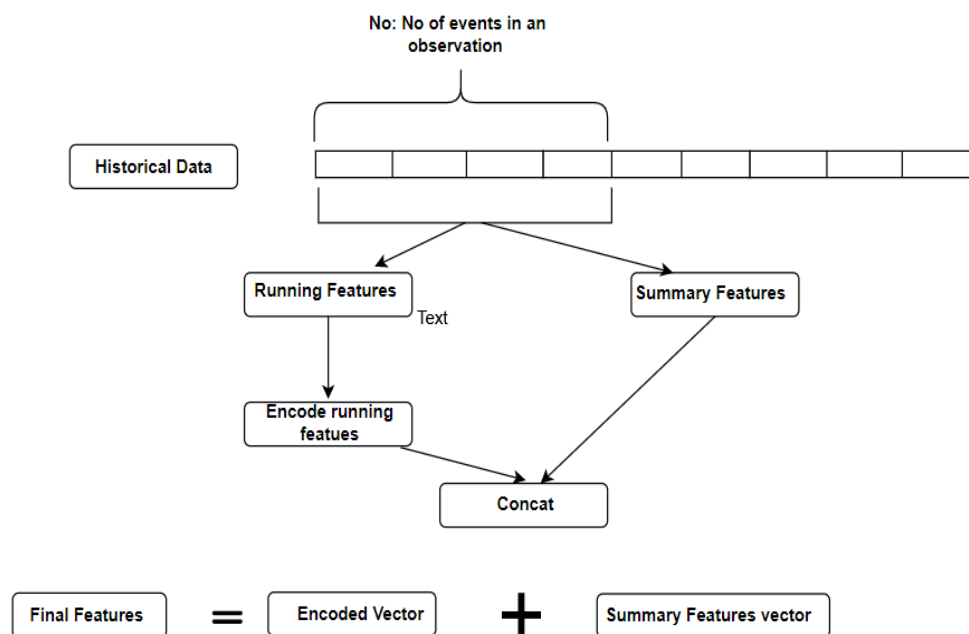 No: No of events in an
observation
Historical Data
Running Features
Summary Features
Text
Encode running
featues
Concat
Final Features
=
Encoded Vector
+
Summary Features vector